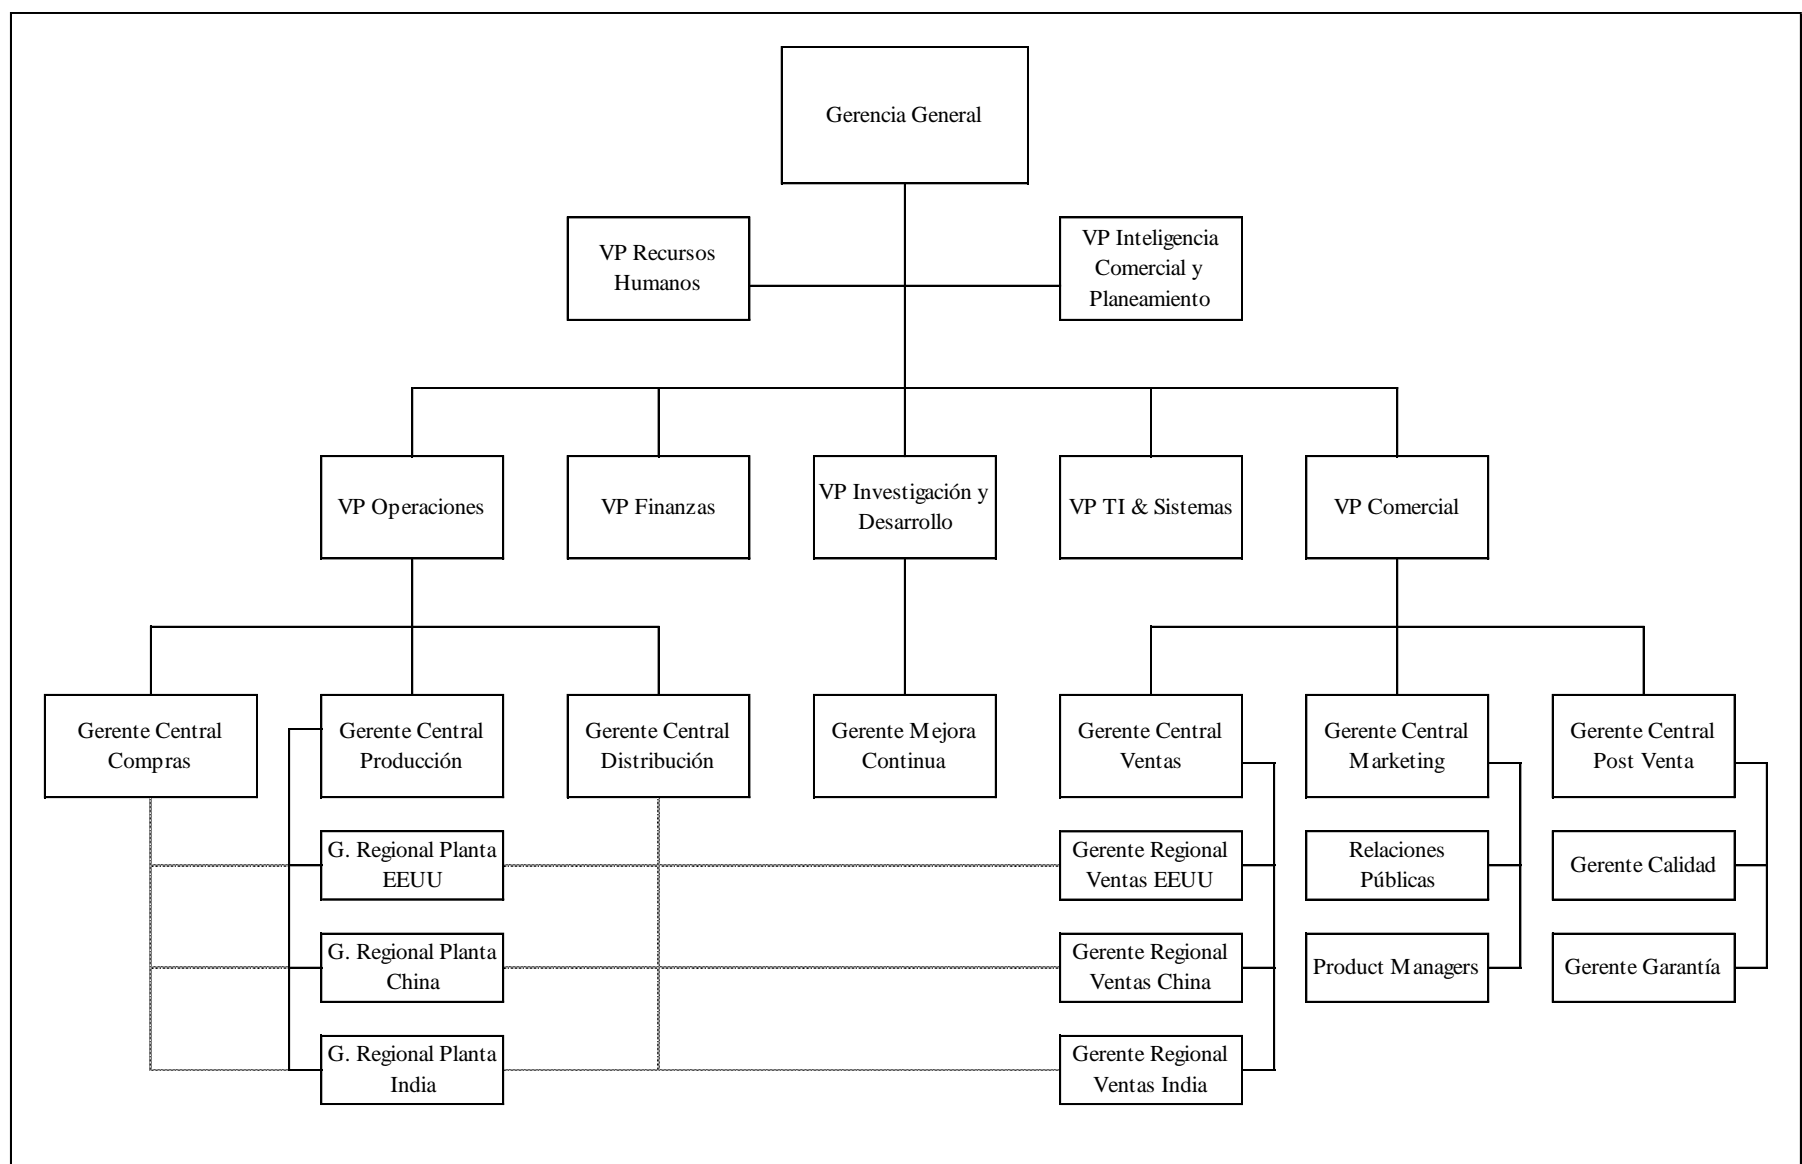 Gerencia General
VP Recursos
Humanos
VP Inteligencia
Comercial y
Planeamiento
VP Operaciones
VP Finanzas
VP Investigación y
Desarrollo
VP TI & Sistemas
VP Comercial
Gerente Central
Compras
Gerente Central
Producción
Gerente Central
Distribución
Gerente Mejora
Continua
Gerente Central
Ventas
Gerente Central
Marketing
Gerente Central
Post Venta
G. Regional Planta
EEUU
Gerente Regional
Ventas EEUU
Relaciones
Públicas
Gerente Calidad
G. Regional Planta
China
Gerente Regional
Ventas China
Product Managers
Gerente Garantía
G. Regional Planta
India
Gerente Regional
Ventas India